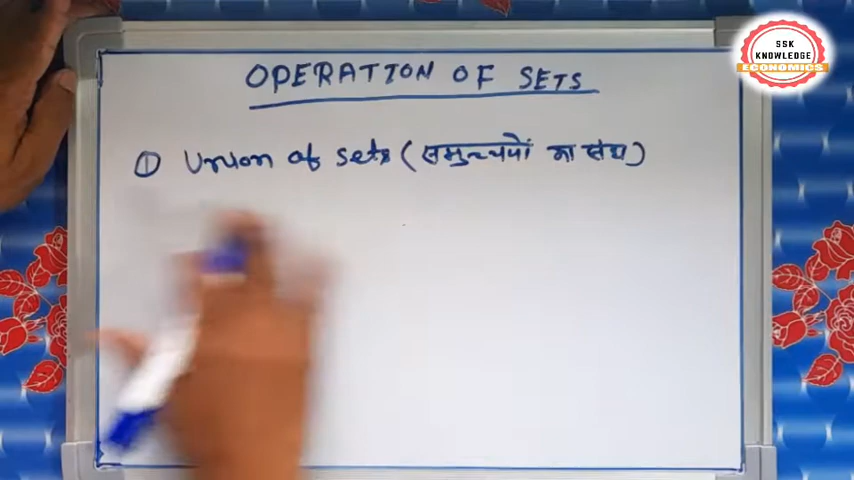 OPERATION OF SETS
① Union of sets (समुच्चयों का संघ)
SSK
KNOWLEDGE
ECONOMICS